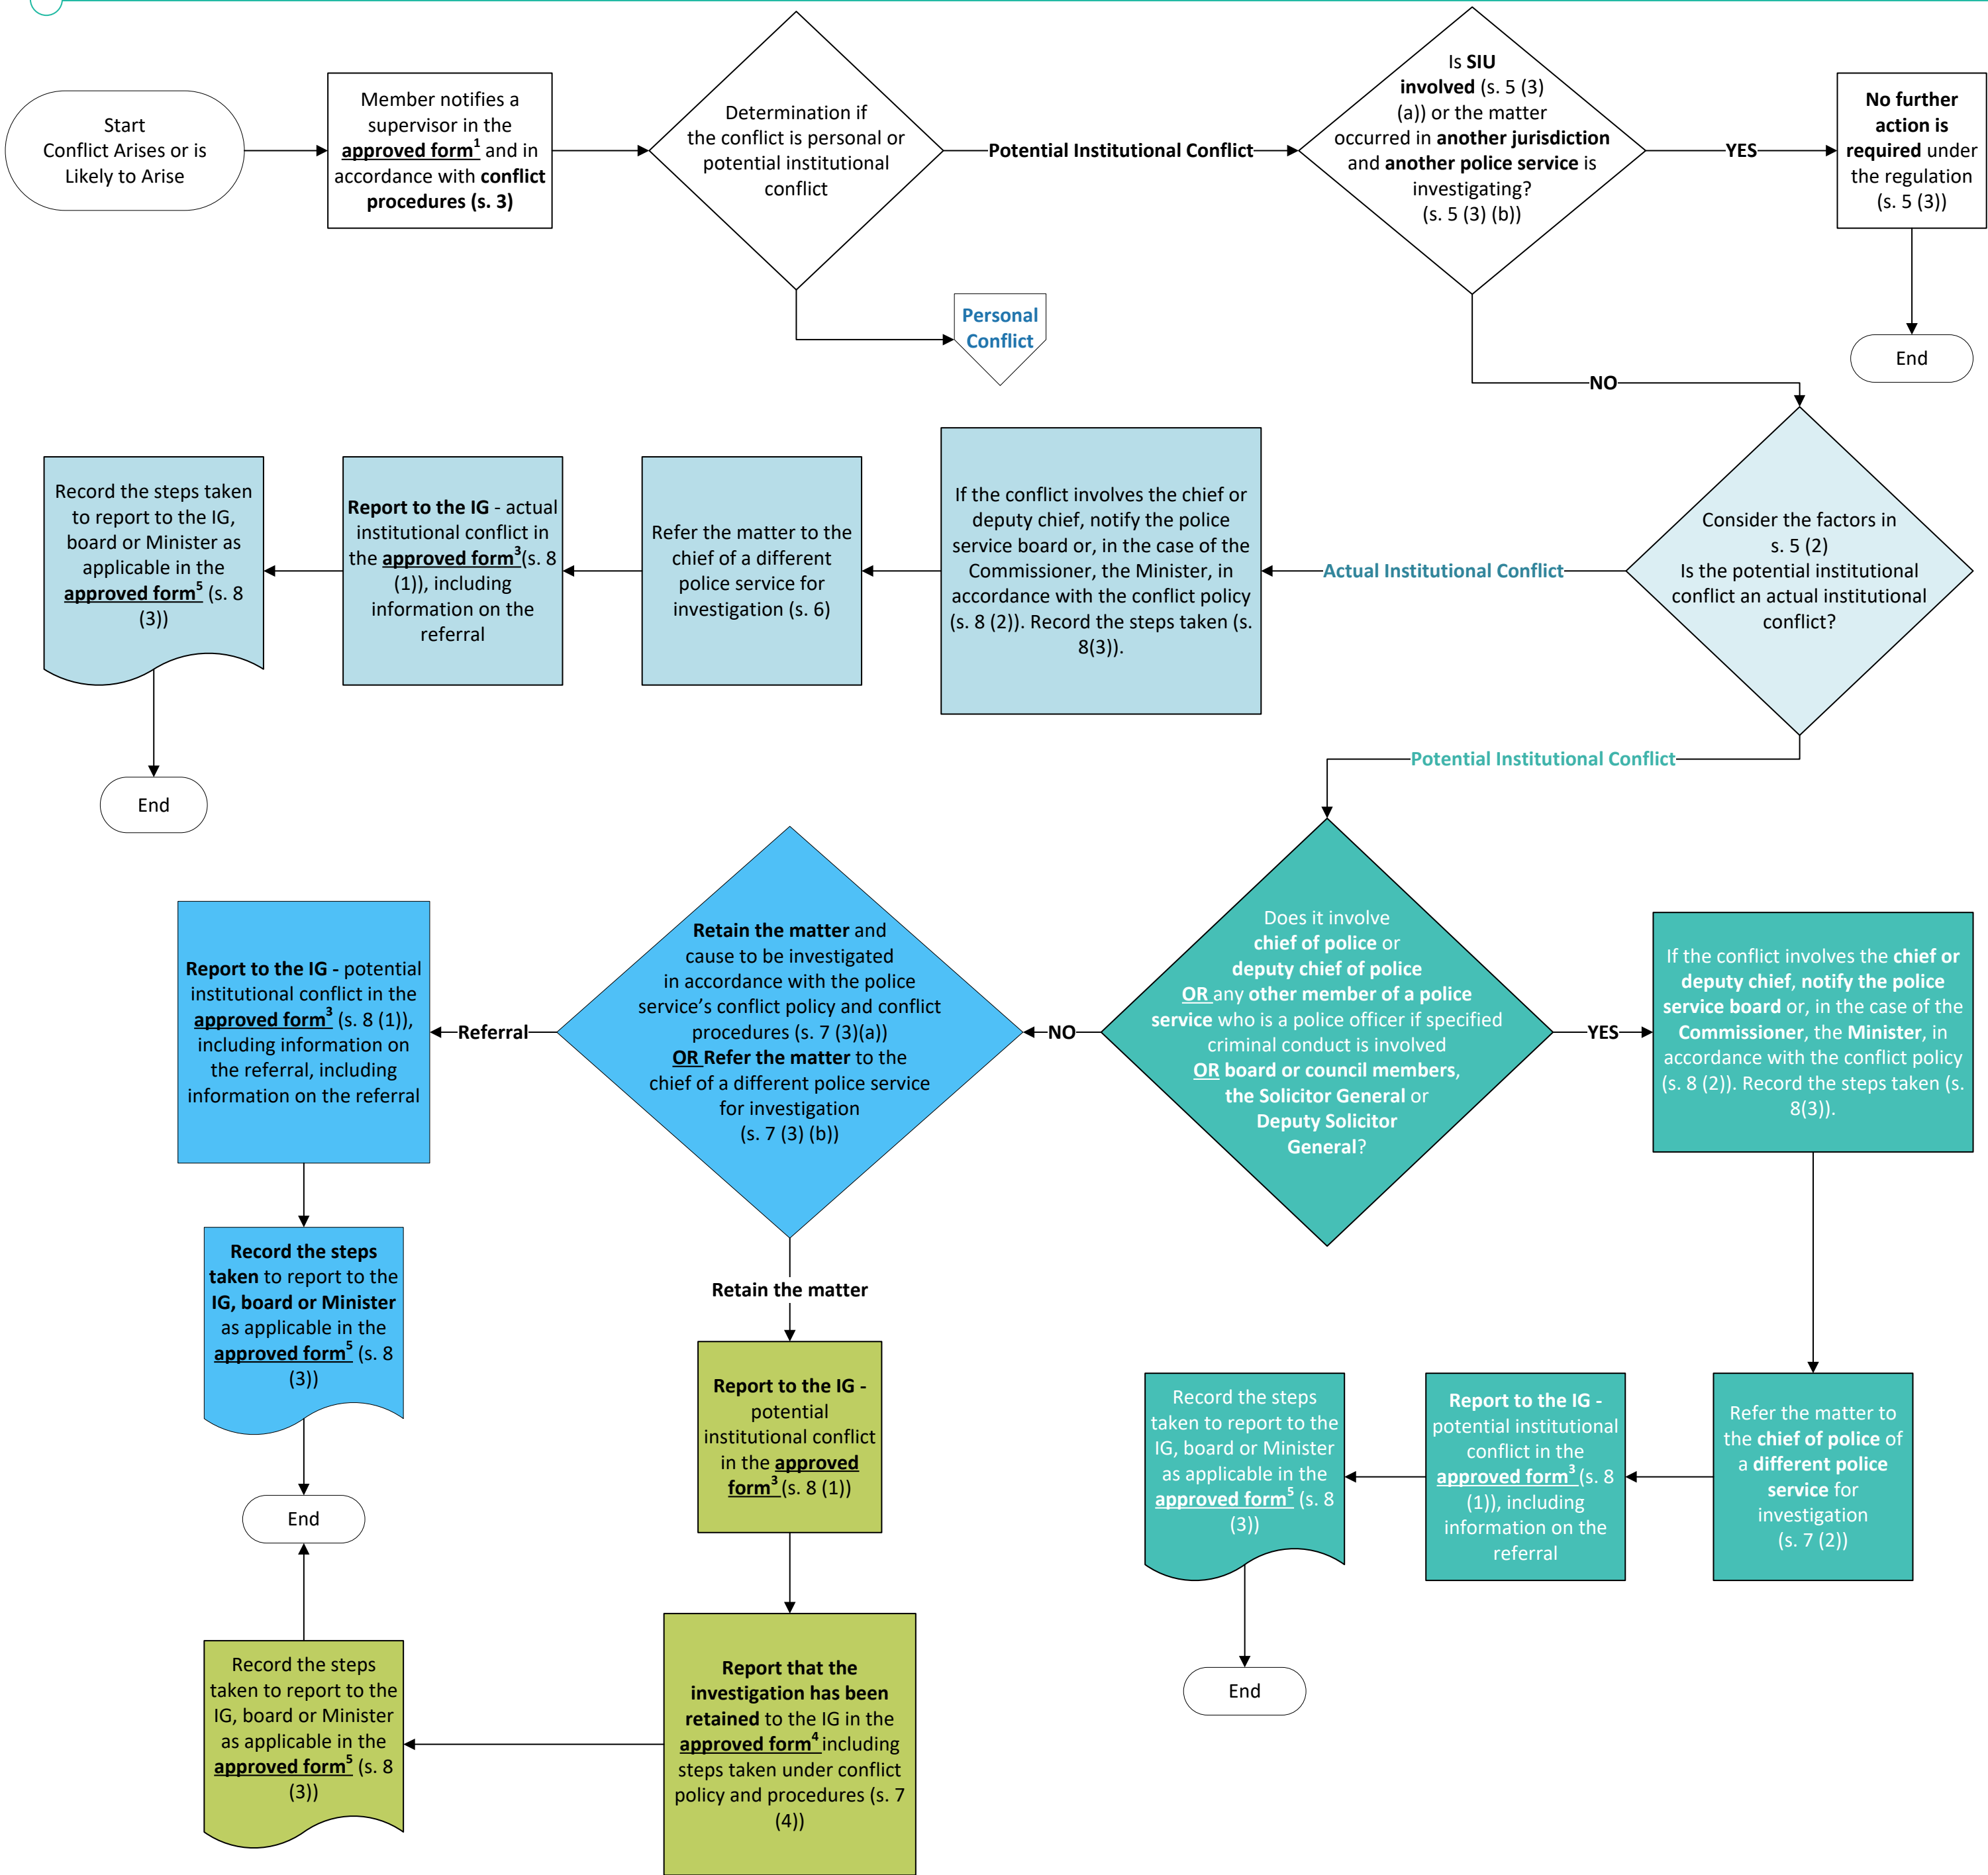 Start
Conflict Arises or is
Likely to Arise
Member notifies a
supervisor in the
approved form1 and in
accordance with conflict
procedures (s. 3)
Determination if
the conflict is personal or
potential institutional
conflict
Potential Institutional Conflict
Is SIU
involved (s. 5 (3)
(a)) or the matter
occurred in another jurisdiction
and another police service is
investigating?
(s. 5 (3) (b))
YES
No further
action is
required under
the regulation
(s. 5 (3))
End
Personal
Conflict
NO
Consider the factors in
s. 5 (2)
Is the potential institutional
conflict an actual institutional
conflict?
Actual Institutional Conflict
If the conflict involves the chief or
deputy chief, notify the police
service board or, in the case of the
Commissioner, the Minister, in
accordance with the conflict policy
(s. 8 (2)). Record the steps taken (s.
8(3)).
Refer the matter to the
chief of a different
police service for
investigation (s. 6)
Report to the IG - actual
institutional conflict in
the approved form3(s. 8
(1)), including
information on the
referral
Record the steps taken
to report to the IG,
board or Minister as
applicable in the
approved form5 (s. 8
(3))
End
Potential Institutional Conflict
Does it involve
chief of police or
deputy chief of police
OR any other member of a police
service who is a police officer if specified
criminal conduct is involved
OR board or council members,
the Solicitor General or
Deputy Solicitor
General?
YES
If the conflict involves the chief or
deputy chief, notify the police
service board or, in the case of the
Commissioner, the Minister, in
accordance with the conflict policy
(s. 8 (2)). Record the steps taken (s.
8(3)).
Refer the matter to
the chief of police of
a different police
service for
investigation
(s. 7 (2))
Report to the IG -
potential institutional
conflict in the
approved form3 (s. 8
(1)), including
information on the
referral
Record the steps
taken to report to the
IG, board or Minister
as applicable in the
approved form5 (s. 8
(3))
End
NO
Retain the matter and
cause to be investigated
in accordance with the police
service’s conflict policy and conflict
procedures (s. 7 (3)(a))
OR Refer the matter to the
chief of a different police service
for investigation
(s. 7 (3) (b))
Referral
Report to the IG - potential
institutional conflict in the
approved form3 (s. 8 (1)),
including information on
the referral, including
information on the referral
Record the steps
taken to report to the
IG, board or Minister
as applicable in the
approved form5 (s. 8
(3))
End
Retain the matter
Report to the IG -
potential
institutional conflict
in the approved
form3 (s. 8 (1))
Report that the
investigation has been
retained to the IG in the
approved form4 including
steps taken under conflict
policy and procedures (s. 7
(4))
Record the steps
taken to report to the
IG, board or Minister
as applicable in the
approved form5 (s. 8
(3))